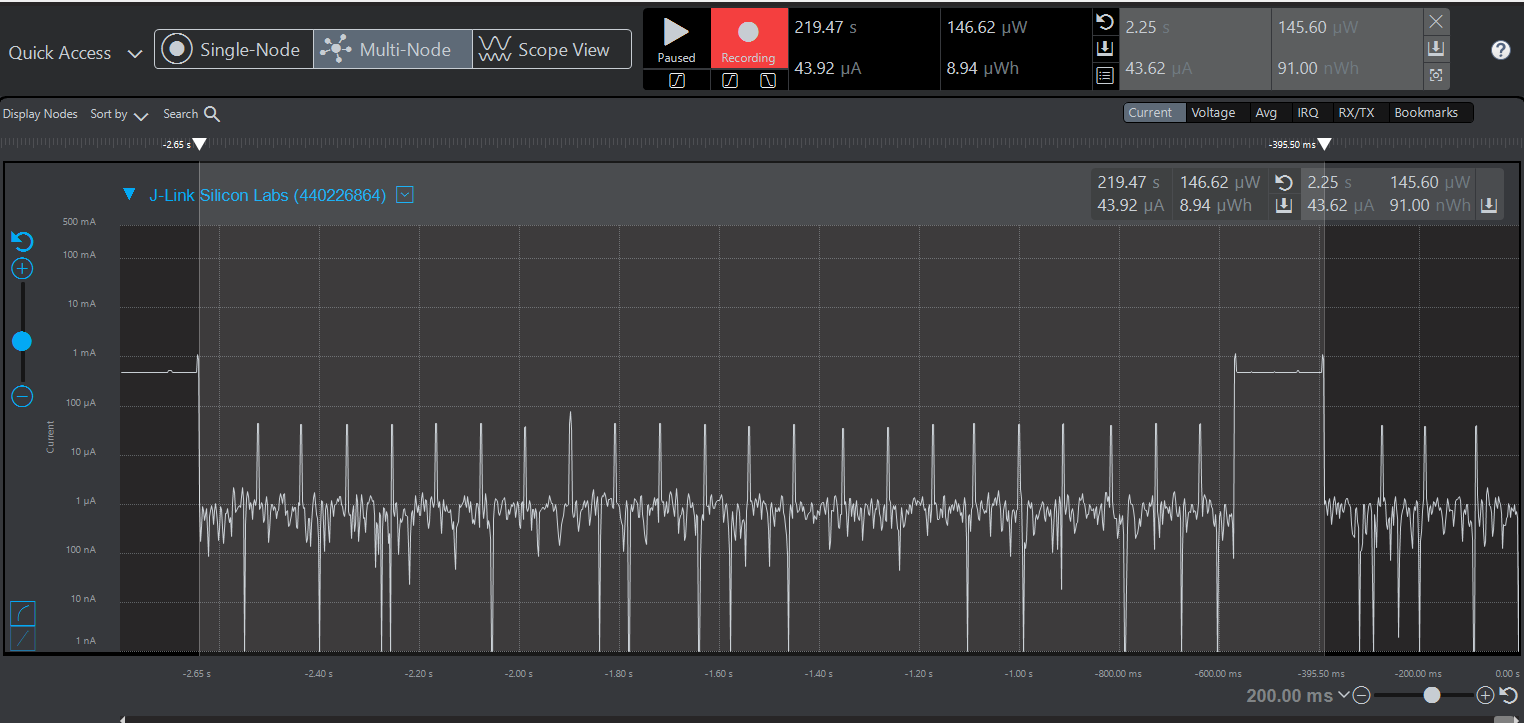 Quick Access
Single-Node
Multi-Node
Scope View
Paused
Recording
219.47 s
146.62 µW
43.92 µA
8.94 µWh
2.25 s
145.60 µW
43.62 µA
91.00 nWh
?
Display Nodes
Sort by
Search
Current
Voltage
Avg
IRQ
RX/TX
Bookmarks
-2.65 s
-395.50 ms
J-Link Silicon Labs (440226864)
219.47 s
146.62 µW
2.25 s
145.60 µW
43.92 µA
8.94 µWh
43.62 µA
91.00 nWh
500 mA
100 mA
10 mA
1 mA
100 µA
Current
10 µA
1 µA
100 nA
10 nA
1 nA
-2.65 s
-2.40 s
-2.20 s
-2.00 s
-1.80 s
-1.60 s
-1.40 s
-1.20 s
-1.00 s
-800.00 ms
-600.00 ms
-395.50 ms
-200.00 ms
0.00 s
200.00 ms